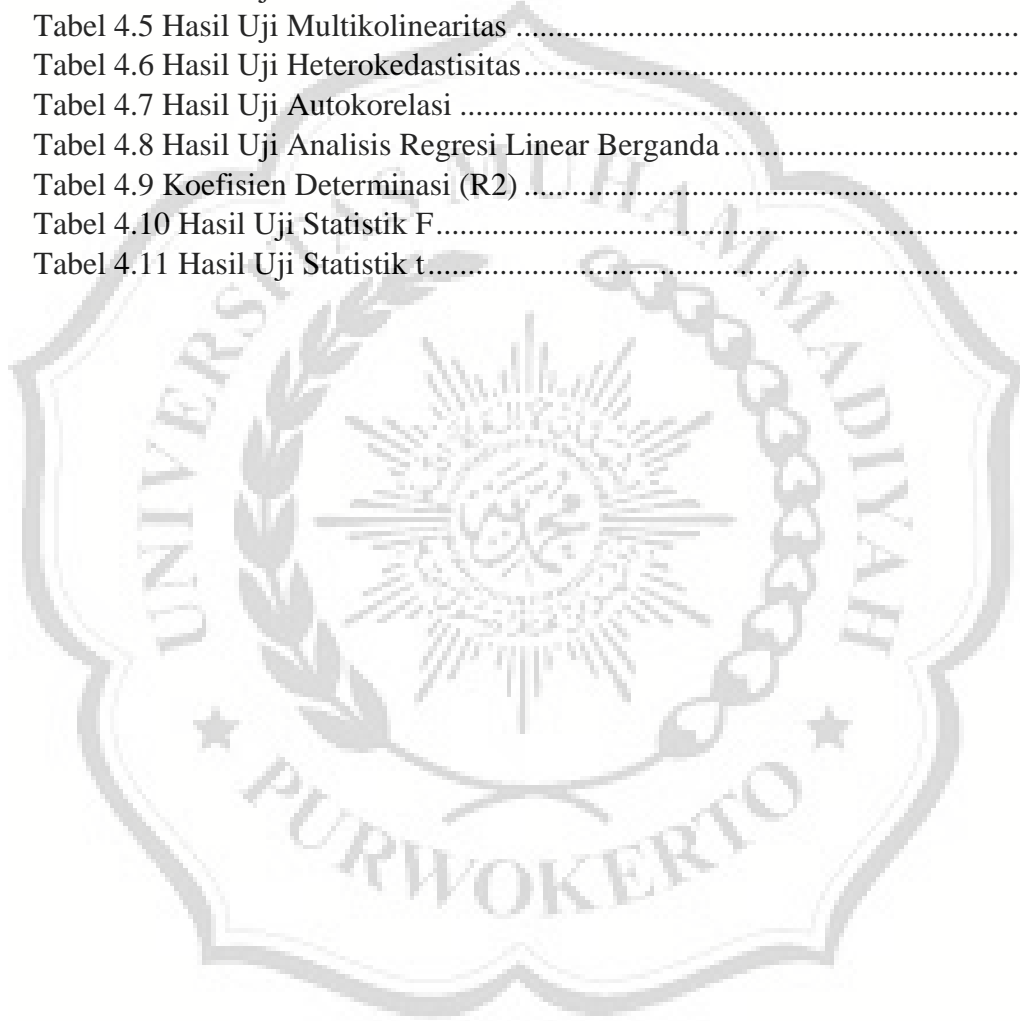 Tabel 4.5 Hasil Uji Multikolinearitas ................................................................
Tabel 4.6 Hasil Uji Heterokedastisitas ................................................................
Tabel 4.7 Hasil Uji Autokorelasi ................................................................
Tabel 4.8 Hasil Uji Analisis Regresi Linear Berganda ........................................
Tabel 4.9 Koefisien Determinasi (R2) ................................................................
Tabel 4.10 Hasil Uji Statistik F ................................................................
Tabel 4.11 Hasil Uji Statistik t ................................................................
UNIVERSITAS MUHAMMADIYAH
PURWOKERTO